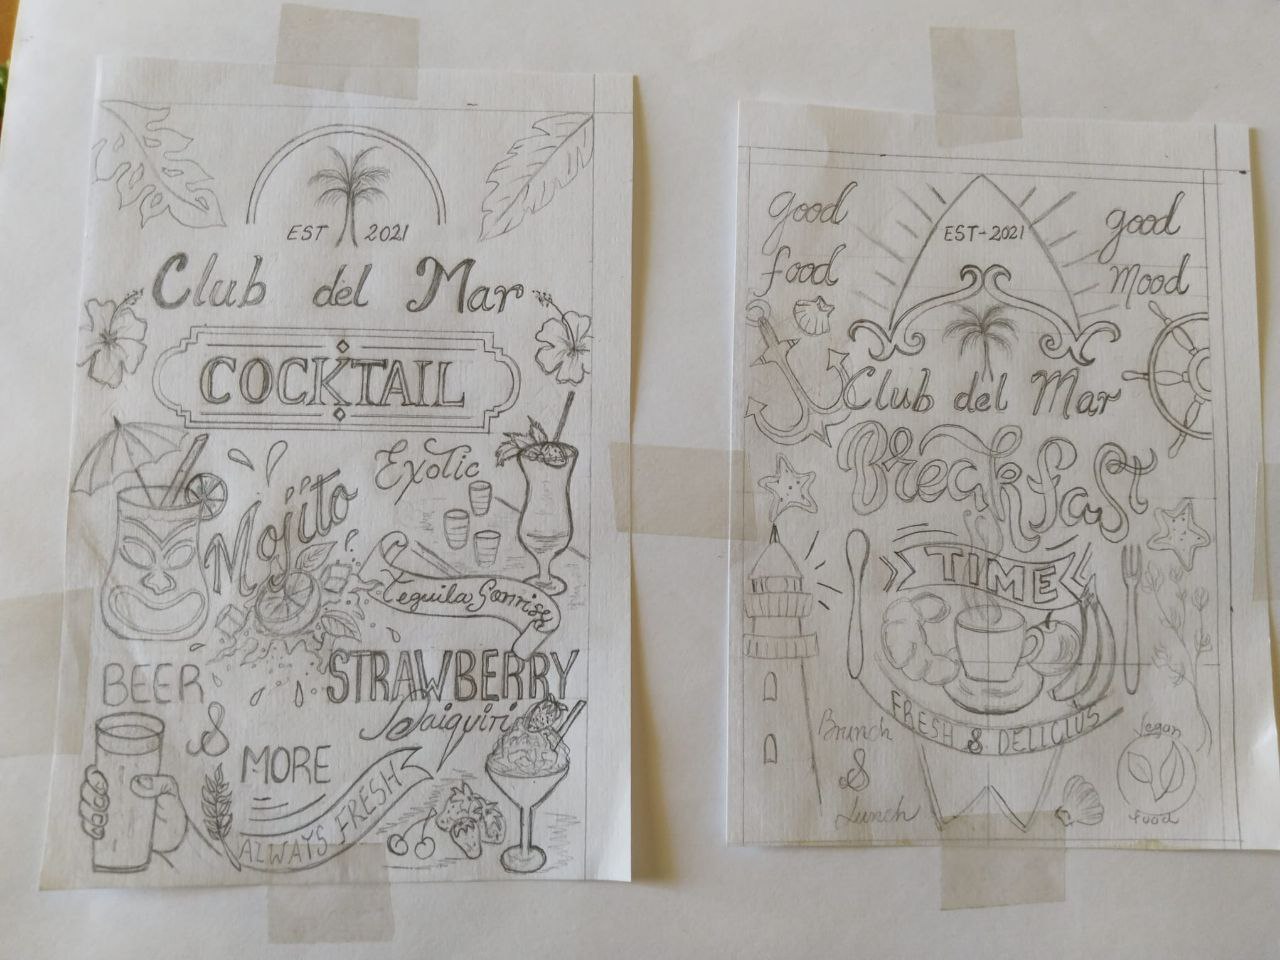 EST 2021
Club del Mar
COCKTAIL
Exotic
Mojito
Tequila Sonrise
BEER
&
MORE
STRAWBERRY
Daiquiri
ALWAYS FRESH
good
food
EST-2021
good
Mood
Club del Mar
Breakfast
TIME
FRESH & DELICIUS
Brunch
&
Lunch
Vegan
food